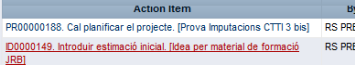 Action Item
By
PR00000188. Cal planificar el projecte. [Prova Imputacions CTTI 3 bis]
RS PRE
ID0000149. Introduir estimació inicial. [Idea per material de formació
RS PRE
JRB]